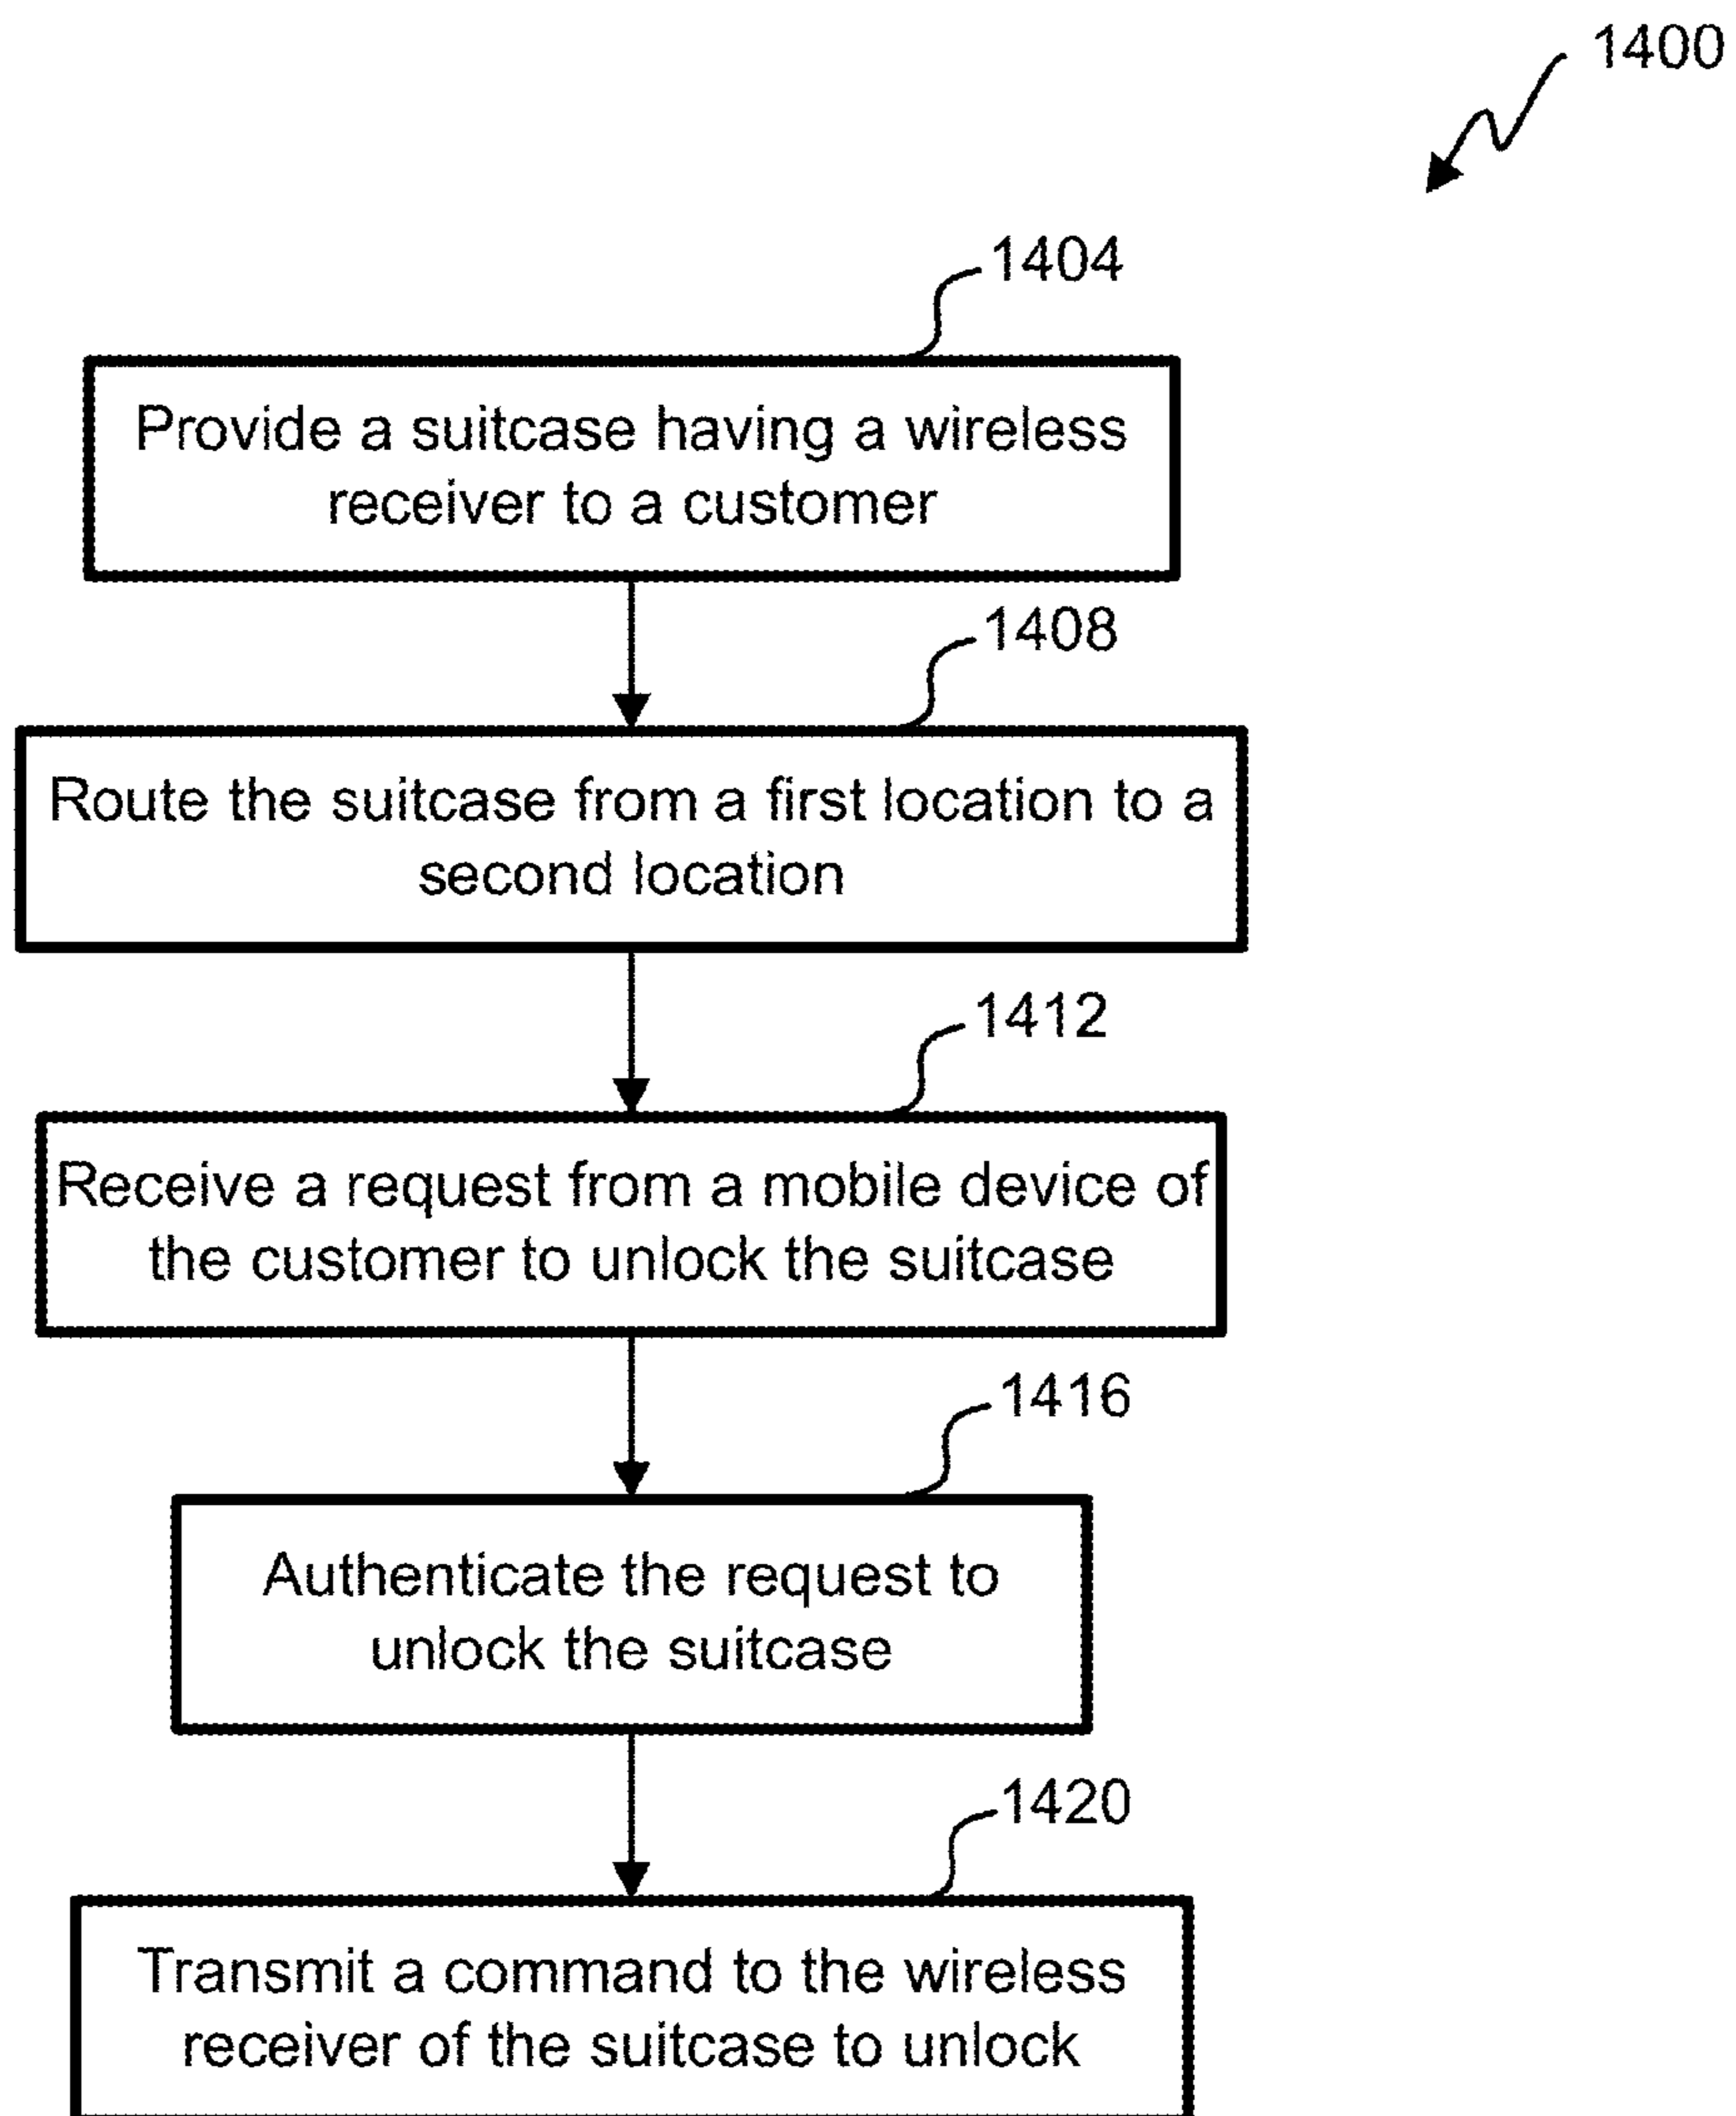 1400
1404
Provide a suitcase having a wireless
receiver to a customer
1408
Route the suitcase from a first location to a
second location
1412
Receive a request from a mobile device of
the customer to unlock the suitcase
1416
Authenticate the request to
unlock the suitcase
1420
Transmit a command to the wireless
receiver of the suitcase to unlock